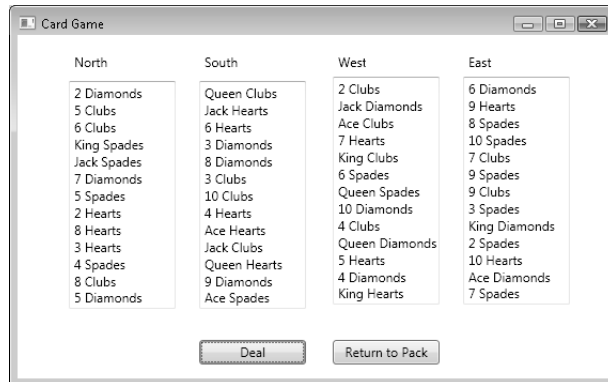 Card Game
North
2 Diamonds
5 Clubs
6 Clubs
King Spades
Jack Spades
7 Diamonds
5 Spades
2 Hearts
8 Hearts
3 Hearts
4 Spades
8 Clubs
5 Diamonds
South
Queen Clubs
Jack Hearts
6 Hearts
3 Diamonds
8 Diamonds
3 Clubs
10 Clubs
4 Hearts
Ace Hearts
Jack Clubs
Queen Hearts
9 Diamonds
Ace Spades
West
2 Clubs
Jack Diamonds
Ace Clubs
7 Hearts
King Clubs
6 Spades
Queen Spades
10 Diamonds
4 Clubs
Queen Diamonds
5 Hearts
4 Diamonds
King Hearts
East
6 Diamonds
9 Hearts
8 Spades
10 Spades
7 Clubs
9 Spades
9 Clubs
3 Spades
King Diamonds
2 Spades
10 Hearts
Ace Diamonds
7 Spades
Deal
Return to Pack